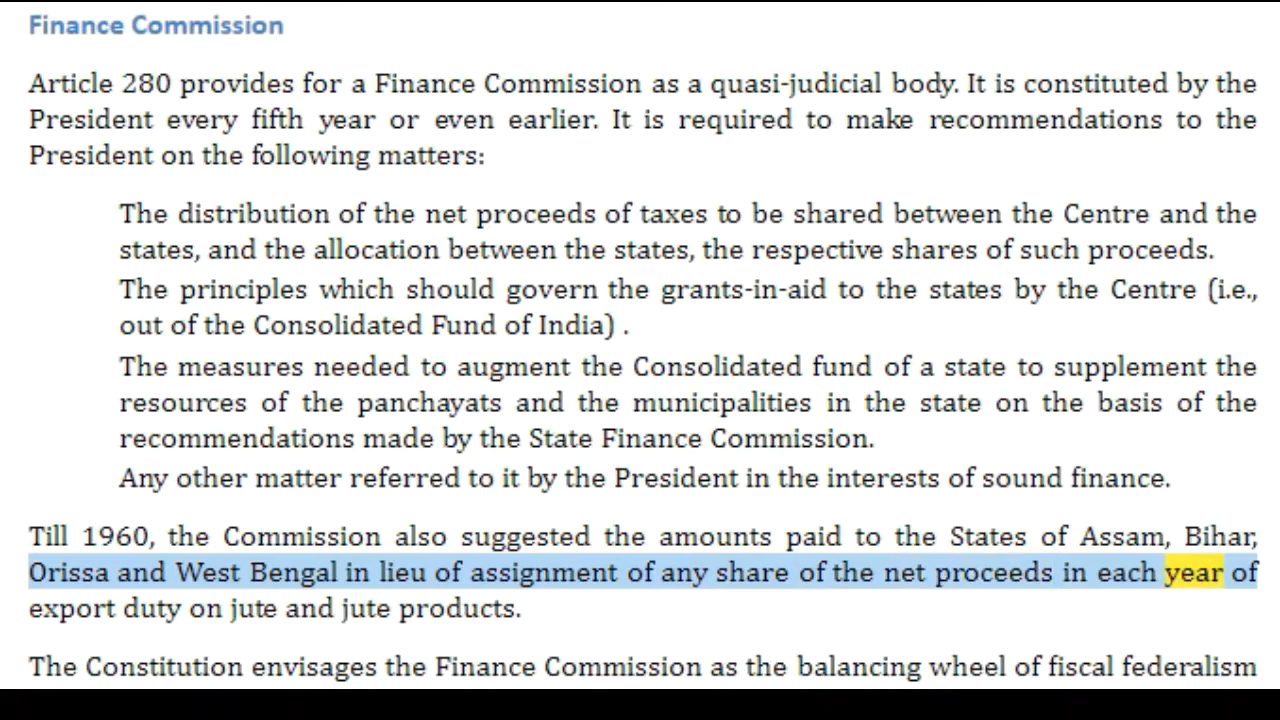 Finance Commission
Article 280 provides for a Finance Commission as a quasi-judicial body. It is constituted by the
President every fifth year or even earlier. It is required to make recommendations to the
President on the following matters:
The distribution of the net proceeds of taxes to be shared between the Centre and the
states, and the allocation between the states, the respective shares of such proceeds.
The principles which should govern the grants-in-aid to the states by the Centre (i.e.,
out of the Consolidated Fund of India) .
The measures needed to augment the Consolidated fund of a state to supplement the
resources of the panchayats and the municipalities in the state on the basis of the
recommendations made by the State Finance Commission.
Any other matter referred to it by the President in the interests of sound finance.
Till 1960, the Commission also suggested the amounts paid to the States of Assam, Bihar,
Orissa and West Bengal in lieu of assignment of any share of the net proceeds in each year of
export duty on jute and jute products.
The Constitution envisages the Finance Commission as the balancing wheel of fiscal federalism